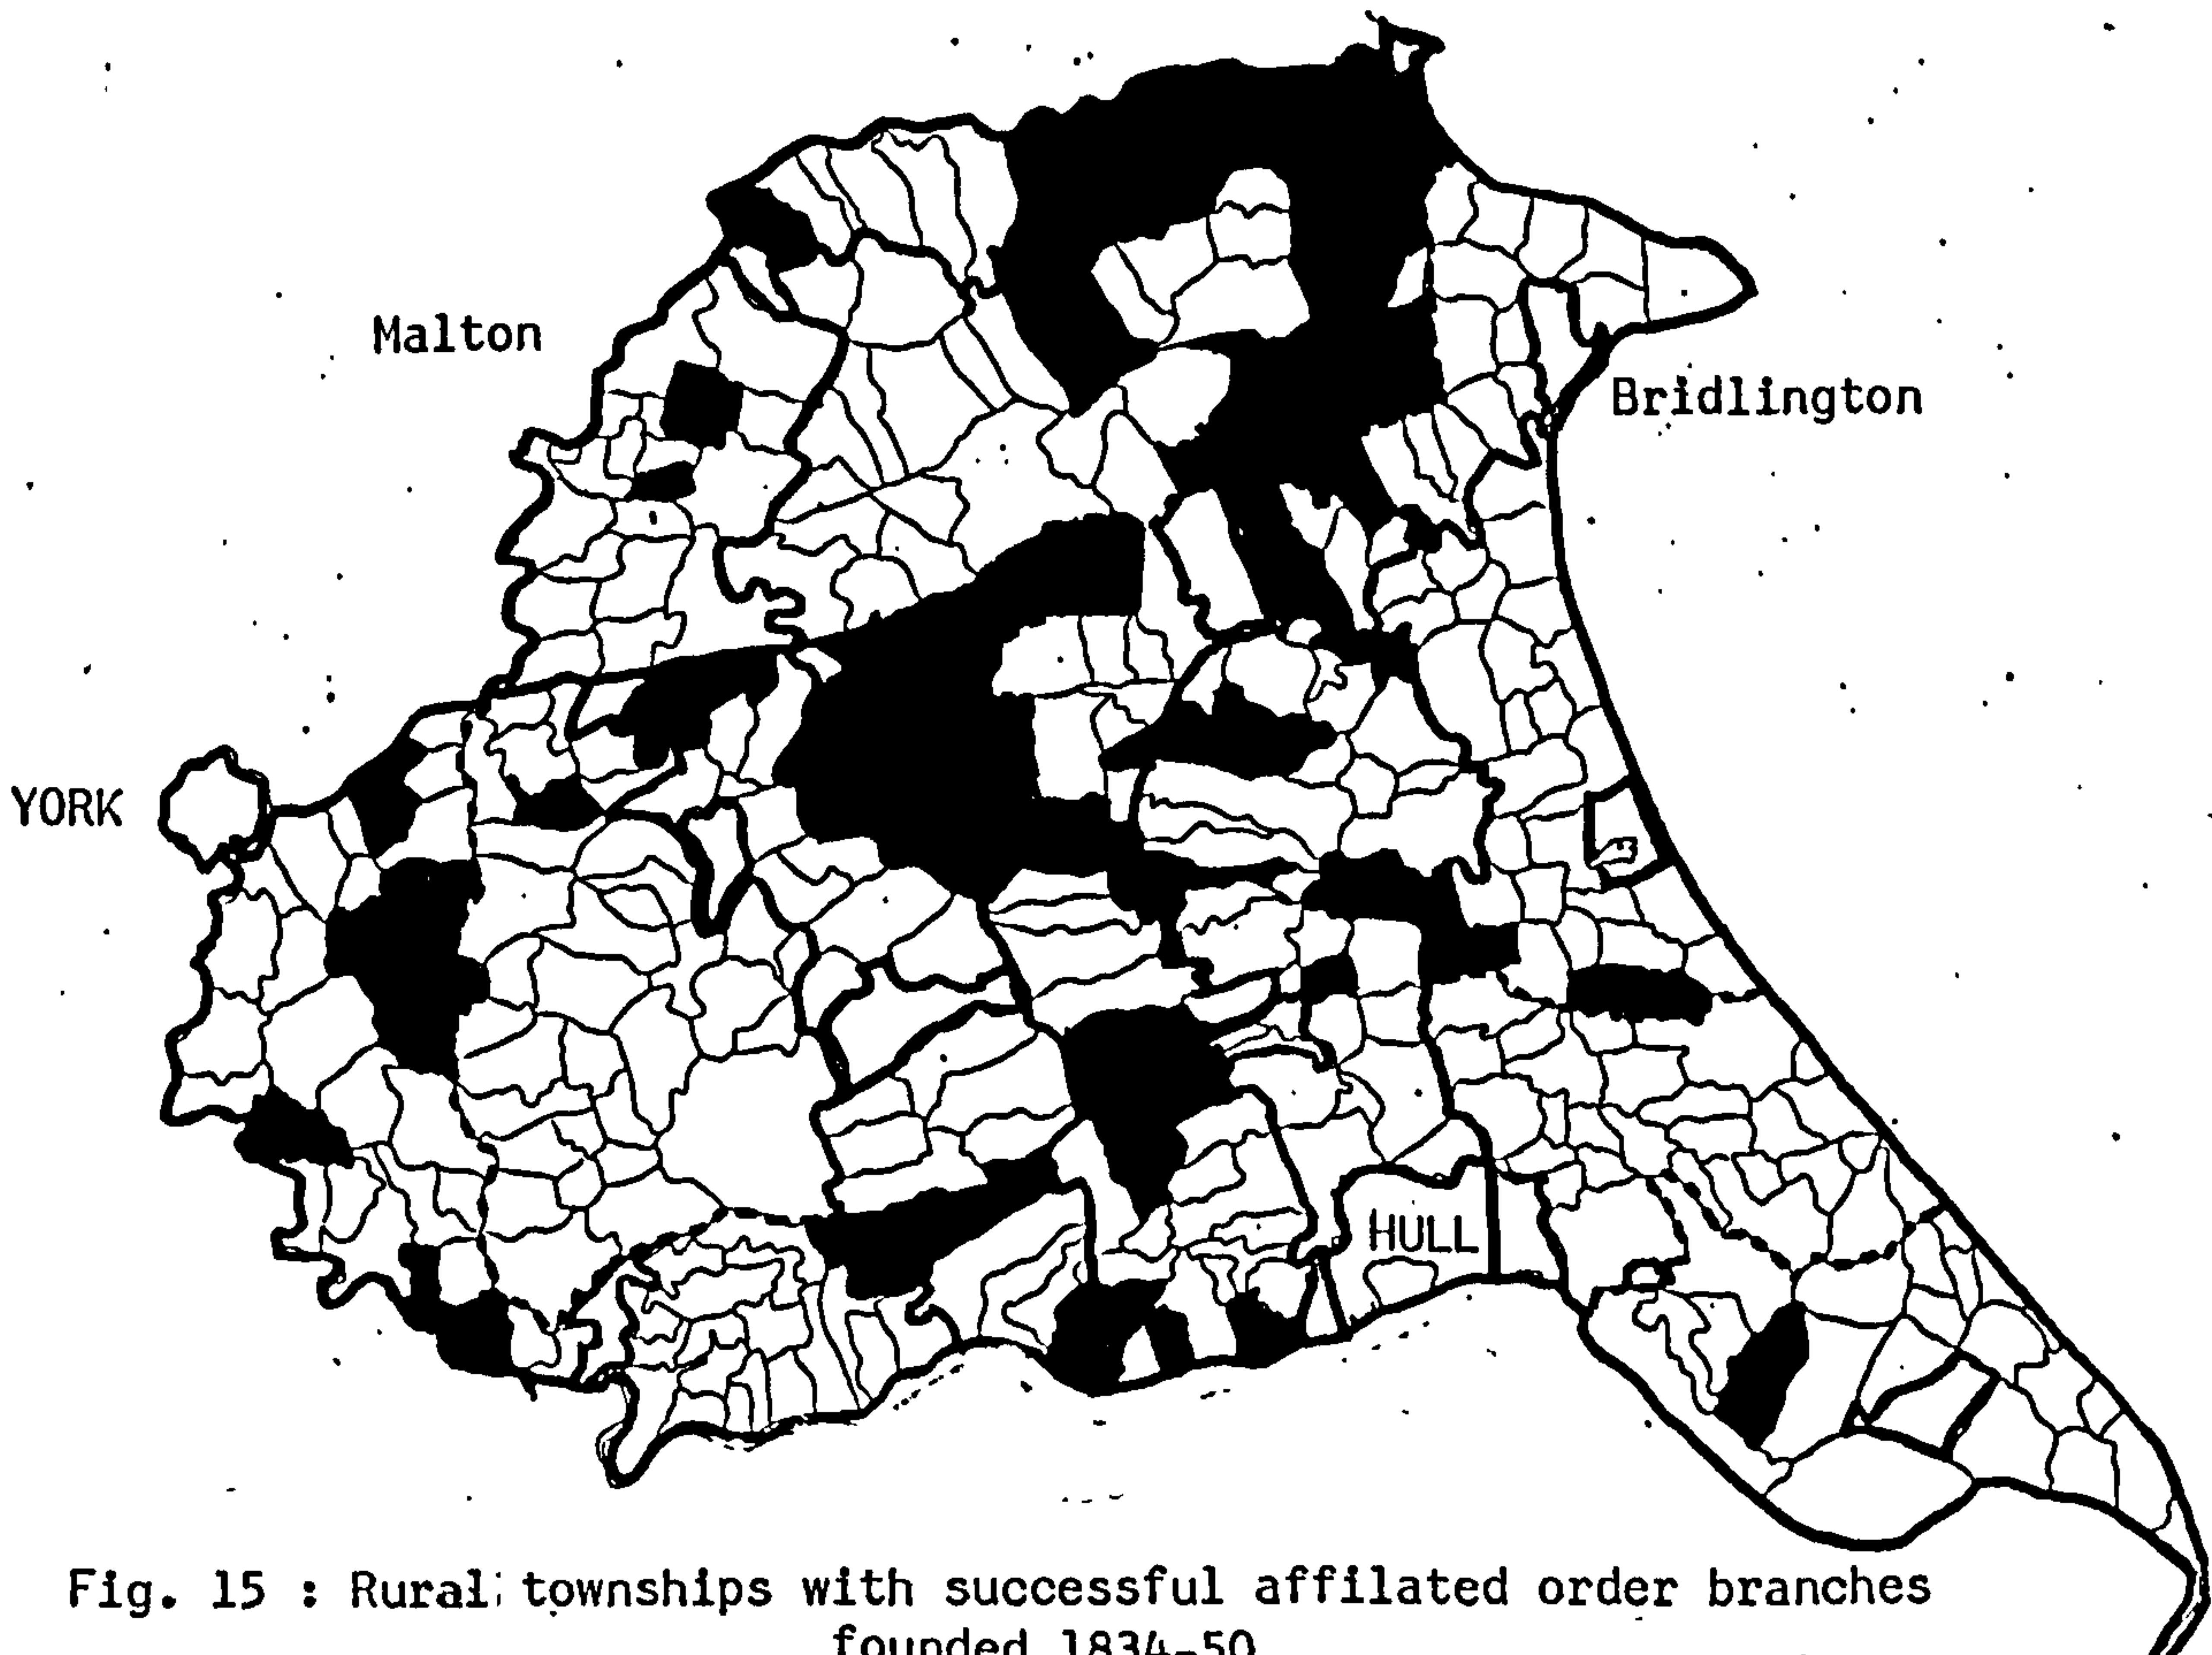 Malton
Bridlington
YORK
HULL
Fig. 15 : Rural townships with successful affilated order branches
founded 1834-50